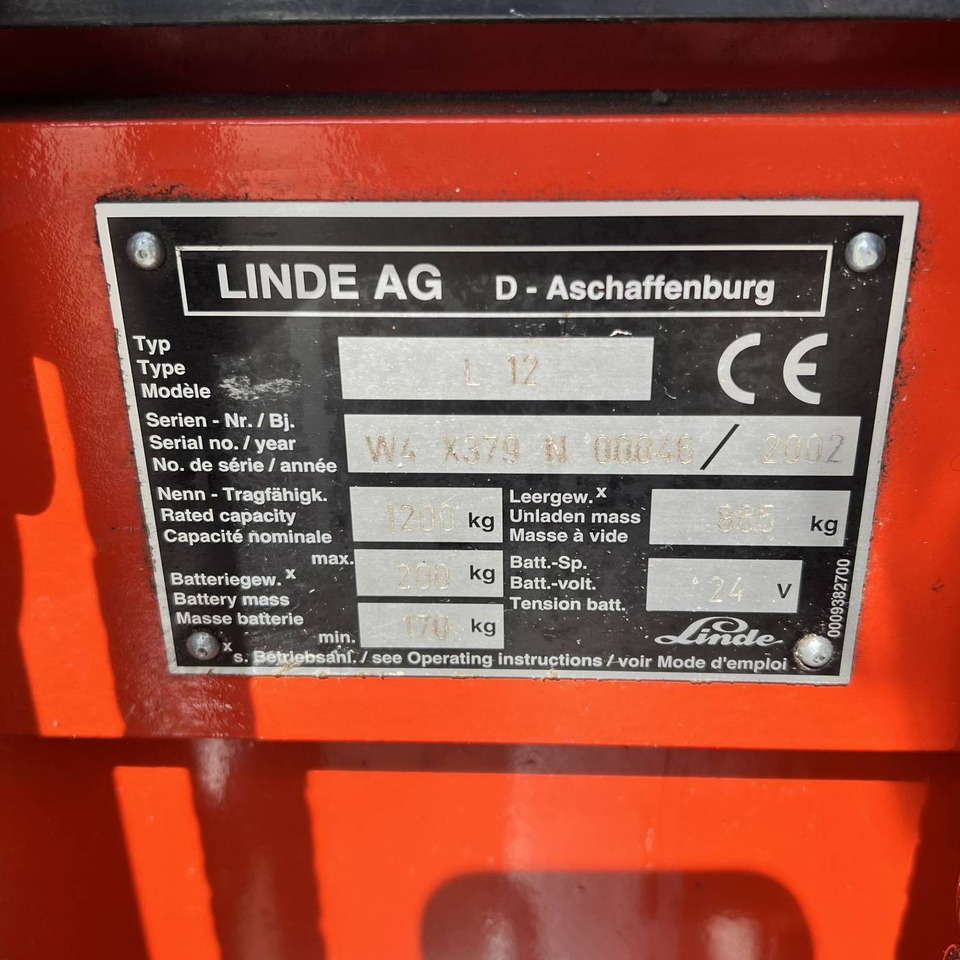 LINDE AG D - Aschaffenburg
Typ
Type
Modèle
L 12
CE
Serien - Nr. / Bj.
Serial no. / year
No. de série / année
W4 X379 N 00046 / 2002
Nenn - Tragfähigk.
Rated capacity
Capacité nominale
1200 kg
Leergew. x
Unladen mass
Masse à vide
865 kg
Batteriegew. x
Battery mass
Masse batterie
max.
200 kg
min.
170 kg
Batt.-Sp.
Batt.-volt.
Tension batt.
24 V
Linde
0009382700
x s. Betriebsanl. / see Operating instructions / voir Mode d'emploi